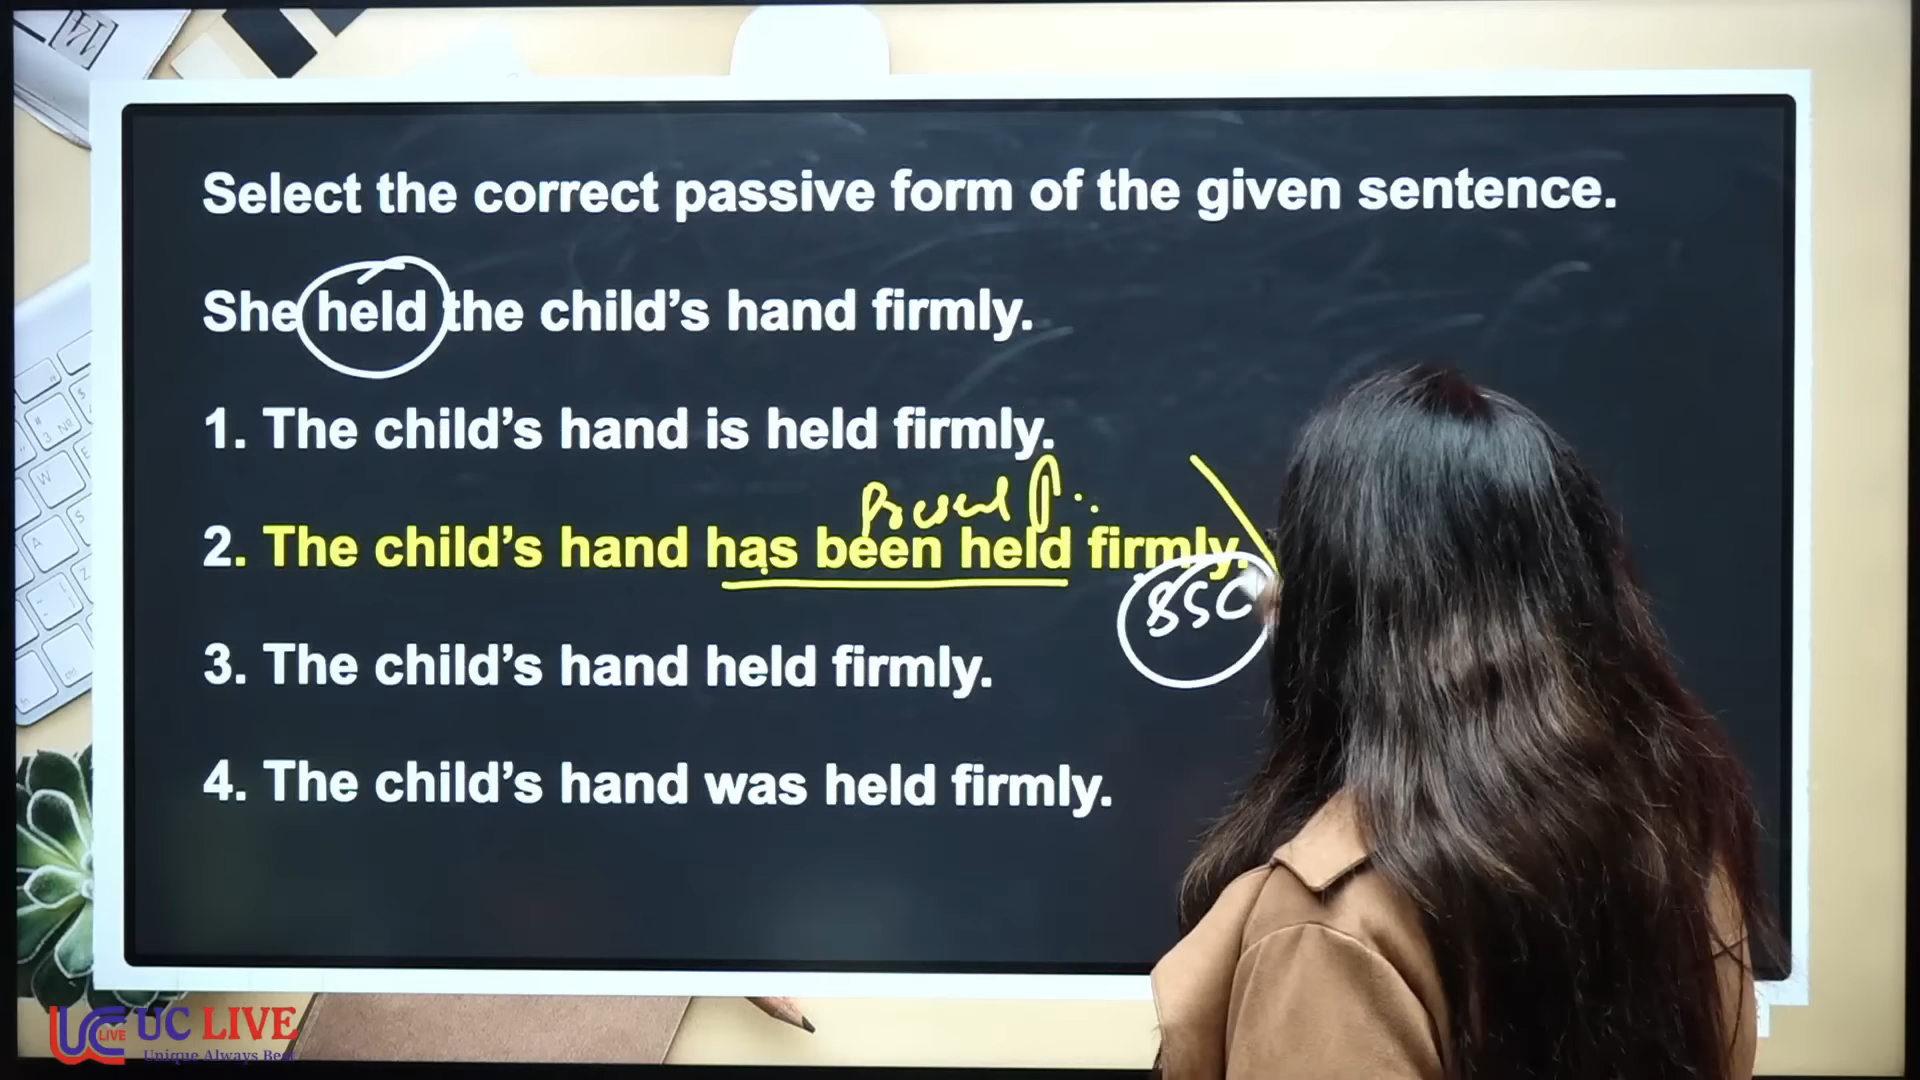 Select the correct passive form of the given sentence.
She held the child’s hand firmly.
1. The child’s hand is held firmly.
Present P..
2. The child’s hand has been held firmly.
SSC
3. The child’s hand held firmly.
4. The child’s hand was held firmly.
UC LIVE
LIVE
Unique Always Best